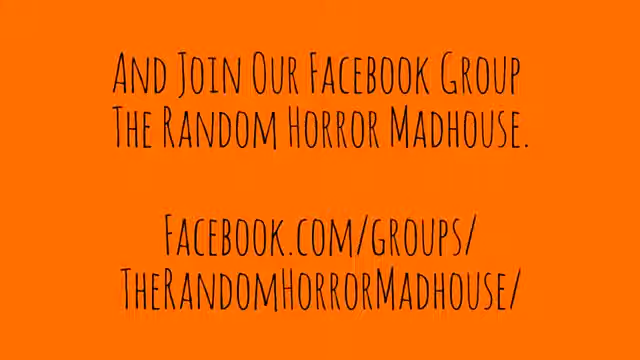 And Join Our Facebook Group
The Random Horror Madhouse.
Facebook.com/groups/
TheRandomHorrorMadhouse/